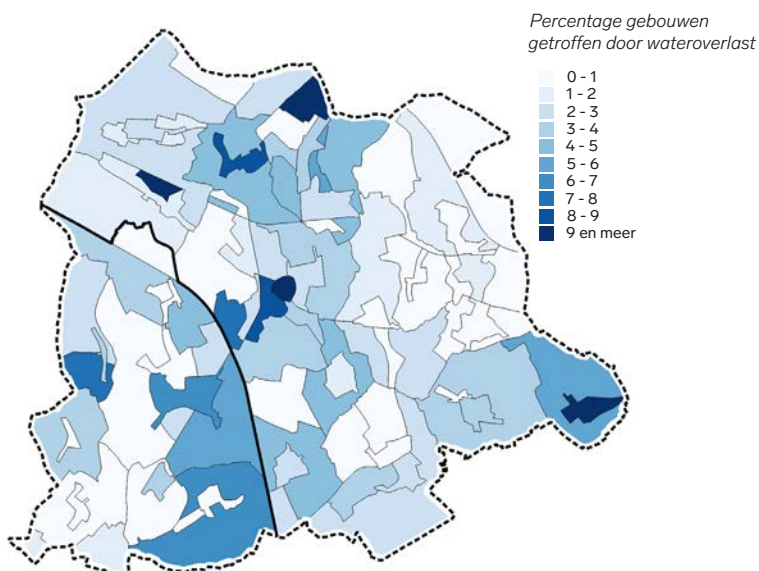 Percentage gebouwen
getroffen door wateroverlast
0 - 1
1 - 2
2 - 3
3 - 4
4 - 5
5 - 6
6 - 7
7 - 8
8 - 9
9 en meer